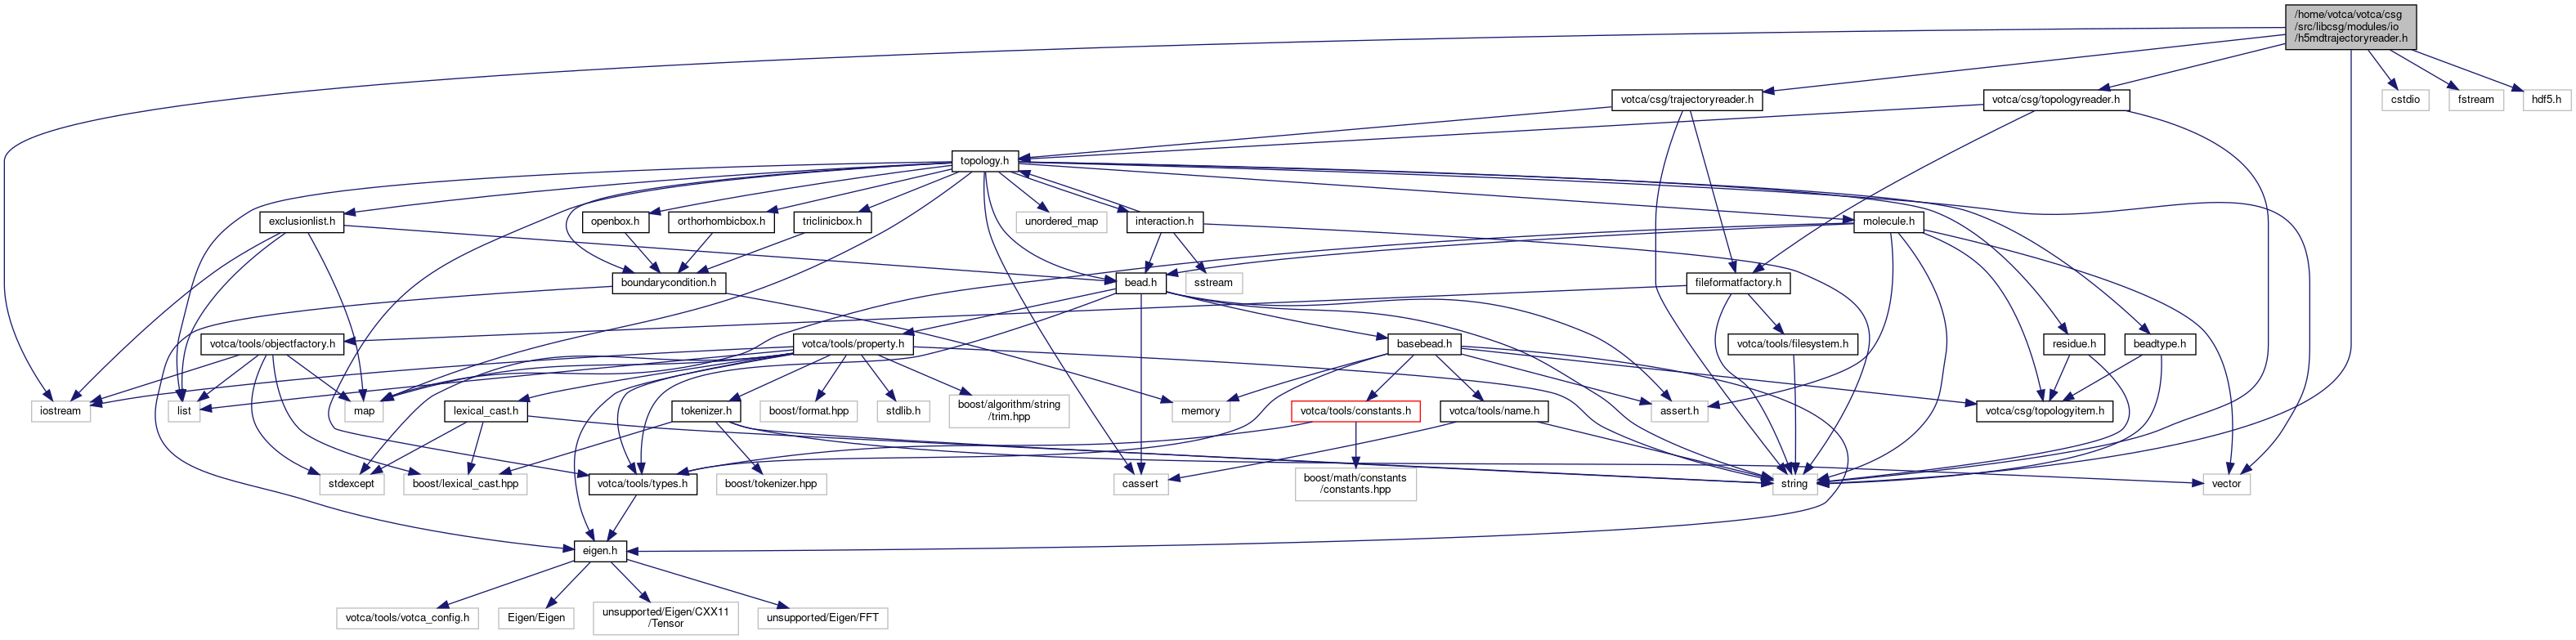 /home/votca/votca/csg
/src/libcsg/modules/io
/h5mdtrajectoryreader.h
votca/csg/trajectoryreader.h
votca/csg/topologyreader.h
cstdio
fstream
hdf5.h
topology.h
exclusionlist.h
openbox.h
orthorhombicbox.h
triclinicbox.h
unordered_map
interaction.h
molecule.h
boundarycondition.h
bead.h
sstream
fileformatfactory.h
votca/tools/objectfactory.h
votca/tools/property.h
basebead.h
votca/tools/filesystem.h
residue.h
beadtype.h
iostream
list
map
lexical_cast.h
tokenizer.h
boost/format.hpp
stdlib.h
boost/algorithm/string
/trim.hpp
memory
votca/tools/constants.h
votca/tools/name.h
assert.h
votca/csg/topologyitem.h
stdexcept
boost/lexical_cast.hpp
votca/tools/types.h
boost/tokenizer.hpp
cassert
boost/math/constants
/constants.hpp
string
vector
eigen.h
votca/tools/votca_config.h
Eigen/Eigen
unsupported/Eigen/CXX11
/Tensor
unsupported/Eigen/FFT